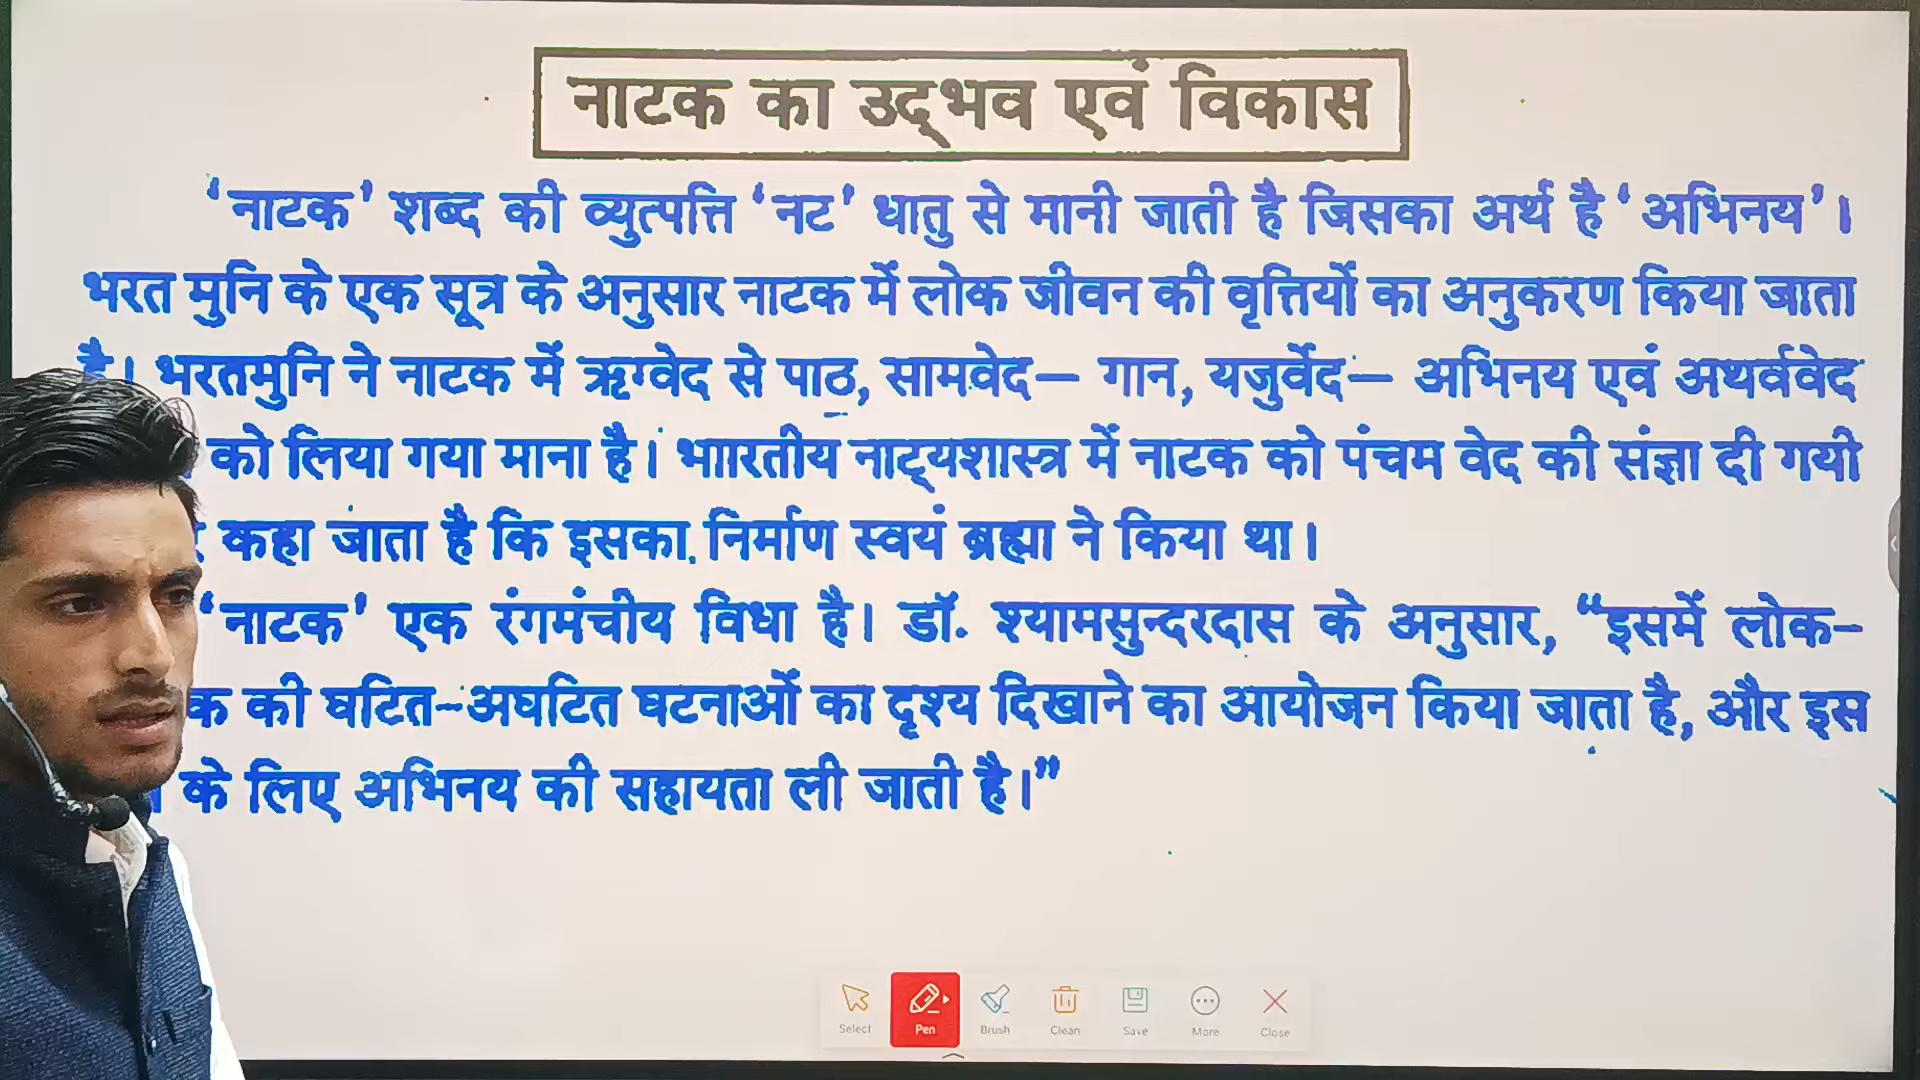 नाटक का उद्‌भव एवं विकास
‘नाटक’ शब्द की व्युत्पत्ति ‘नट’ धातु से मानी जाती है जिसका अर्थ है ‘अभिनय’।
भरत मुनि के एक सूत्र के अनुसार नाटक में लोक जीवन की वृत्तियों का अनुकरण किया जाता
है। भरतमुनि ने नाटक में ऋग्वेद से पाठ, सामवेद– गान, यजुर्वेद– अभिनय एवं अथर्ववेद
को लिया गया माना है। भाारतीय नाट्यशास्त्र में नाटक को पंचम वेद की संज्ञा दी गयी
कहा जाता है कि इसका निर्माण स्वयं ब्रह्मा ने किया था।
‘नाटक’ एक रंगमंचीय विधा है। डॉ. श्यामसुन्दरदास के अनुसार, “इसमें लोक–
की घटित–अघटित घटनाओं का दृश्य दिखाने का आयोजन किया जाता है, और इस
के लिए अभिनय की सहायता ली जाती है।”
Select Pen Brush Clean Save More Close